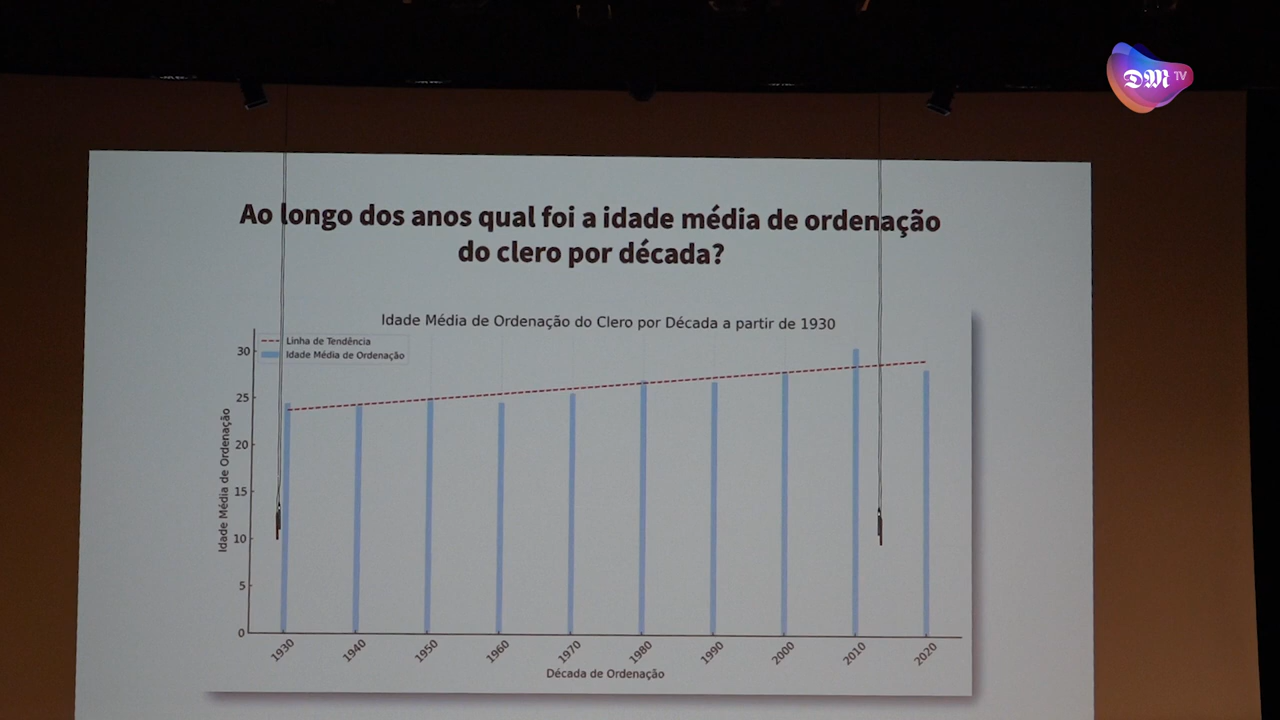 DM TV
Ao longo dos anos qual foi a idade média de ordenação
do clero por década?
Idade Média de Ordenação do Clero por Década a partir de 1930
Linha de Tendência
Idade Média de Ordenação
30
25
20
15
10
5
0
Idade Média de Ordenação
1930 1940 1950 1960 1970 1980 1990 2000 2010 2020
Década de Ordenação